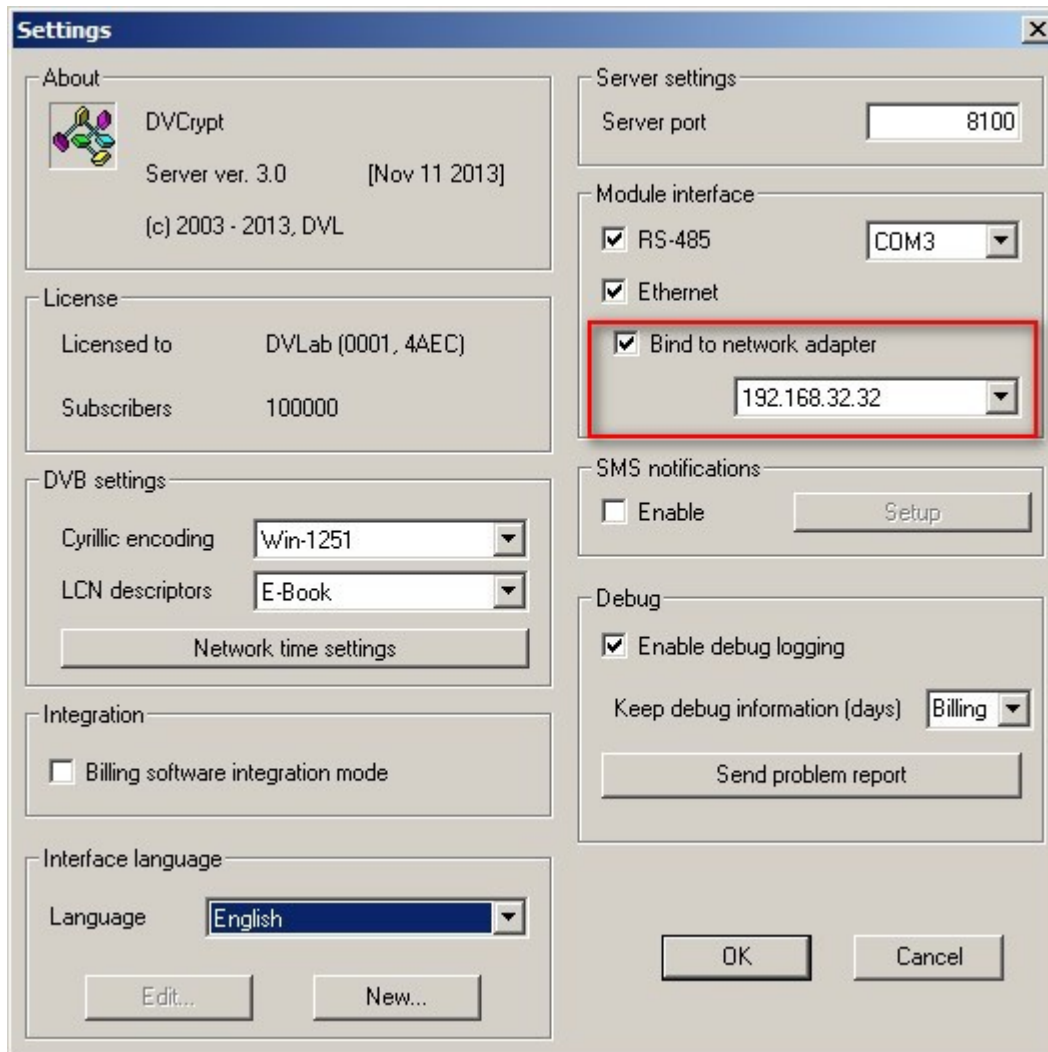 Settings
About
DVCrypt
Server ver. 3.0 [Nov 11 2013]
(c) 2003 - 2013, DVL
License
Licensed to DVLab (0001, 4AEC)
Subscribers 100000
DVB settings
Cyrillic encoding Win-1251
LCN descriptors E-Book
Network time settings
Integration
Billing software integration mode
Interface language
Language English
Edit... New...
Server settings
Server port 8100
Module interface
RS-485 COM3
Ethernet
Bind to network adapter
192.168.32.32
SMS notifications
Enable Setup
Debug
Enable debug logging
Keep debug information (days) Billing
Send problem report
OK Cancel